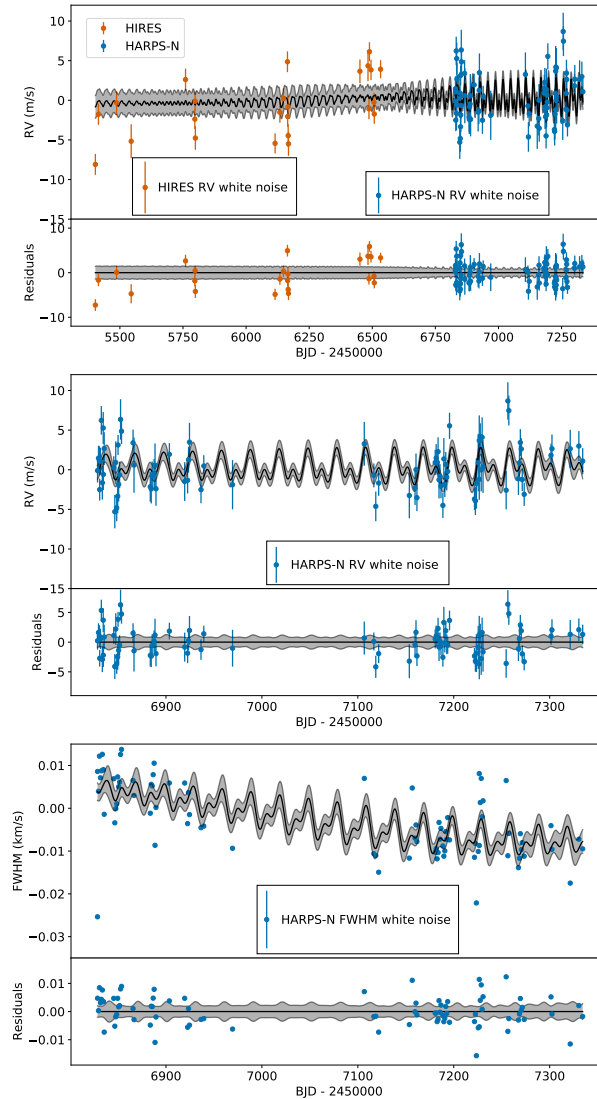 HIRES
HARPS-N
RV (m/s)
10
5
0
−5
−10
−15
HIRES RV white noise
HARPS-N RV white noise
Residuals
10
0
−10
5500
5750
6000
6250
6500
6750
7000
7250
BJD - 2450000
RV (m/s)
10
5
0
−5
−10
−15
HARPS-N RV white noise
Residuals
5
0
−5
6900
7000
7100
7200
7300
BJD - 2450000
FWHM (km/s)
0.01
0.00
−0.01
−0.02
−0.03
HARPS-N FWHM white noise
Residuals
0.01
0.00
−0.01
6900
7000
7100
7200
7300
BJD - 2450000